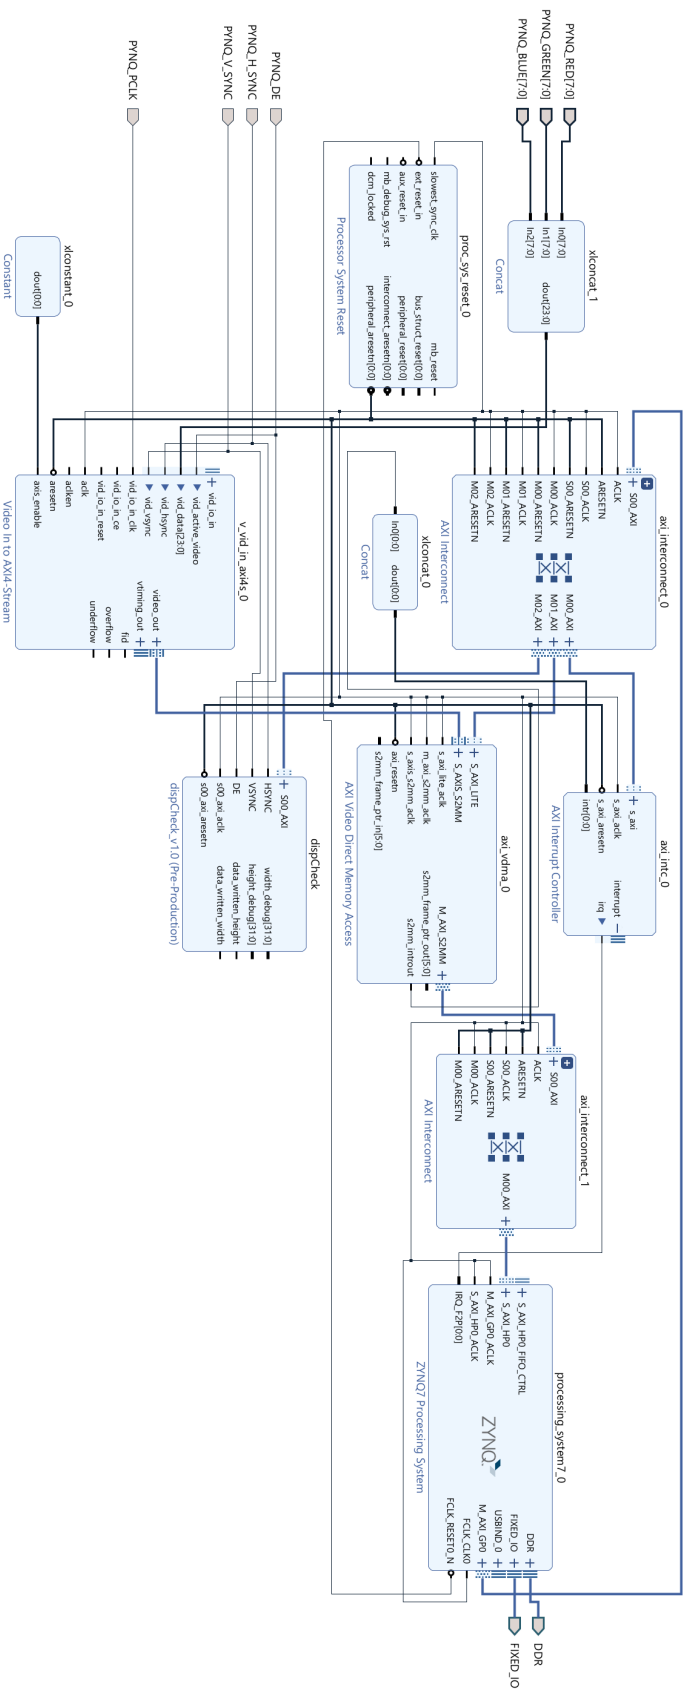 PYNQ_RED[7:0]
PYNQ_GREEN[7:0]
PYNQ_BLUE[7:0]
PYNQ_DE
PYNQ_H_SYNC
PYNQ_V_SYNC
PYNQ_PCLK
xlconcat_1
In0[7:0]
In1[7:0]
In2[7:0]
dout[23:0]
Concat
proc_sys_reset_0
slowest_sync_clk
ext_reset_in
aux_reset_in
mb_debug_sys_rst
dcm_locked
mb_reset
bus_struct_reset[0:0]
peripheral_reset[0:0]
interconnect_aresetn[0:0]
peripheral_aresetn[0:0]
Processor System Reset
xlconstant_0
dout[0:0]
Constant
axi_interconnect_0
S00_AXI
ACLK
ARESETN
S00_ACLK
S00_ARESETN
M00_ACLK
M00_ARESETN
M01_ACLK
M01_ARESETN
M02_ACLK
M02_ARESETN
M00_AXI
M01_AXI
M02_AXI
AXI Interconnect
xlconcat_0
In0[0:0]
dout[0:0]
Concat
v_vid_in_axi4s_0
vid_io_in
vid_active_video
vid_data[23:0]
vid_hsync
vid_vsync
vid_io_in_clk
vid_io_in_ce
vid_io_in_reset
aclk
aclken
aresetn
axis_enable
video_out
vtiming_out
fid
overflow
underflow
Video In to AXI4-Stream
axi_intc_0
s_axi
s_axi_aclk
s_axi_aresetn
intr[0:0]
interrupt
irq
AXI Interrupt Controller
axi_vdma_0
S_AXI_LITE
S_AXIS_S2MM
s_axi_lite_aclk
m_axi_s2mm_aclk
s_axis_s2mm_aclk
axi_resetn
s2mm_frame_ptr_in[5:0]
M_AXI_S2MM
s2mm_frame_ptr_out[5:0]
s2mm_introut
AXI Video Direct Memory Access
dispCheck
S00_AXI
HSYNC
VSYNC
DE
s00_axi_aclk
s00_axi_aresetn
width_debug[31:0]
height_debug[31:0]
data_written_height
data_written_width
dispCheck_v1.0 (Pre-Production)
axi_interconnect_1
S00_AXI
ACLK
ARESETN
S00_ACLK
S00_ARESETN
M00_ACLK
M00_ARESETN
M00_AXI
AXI Interconnect
processing_system7_0
S_AXI_HP0_FIFO_CTRL
S_AXI_HP0
M_AXI_GP0_ACLK
S_AXI_HP0_ACLK
IRQ_F2P[0:0]
ZYNQ
DDR
FIXED_IO
USBIND_0
M_AXI_GP0
FCLK_CLK0
FCLK_RESET0_N
ZYNQ7 Processing System
DDR
FIXED_IO